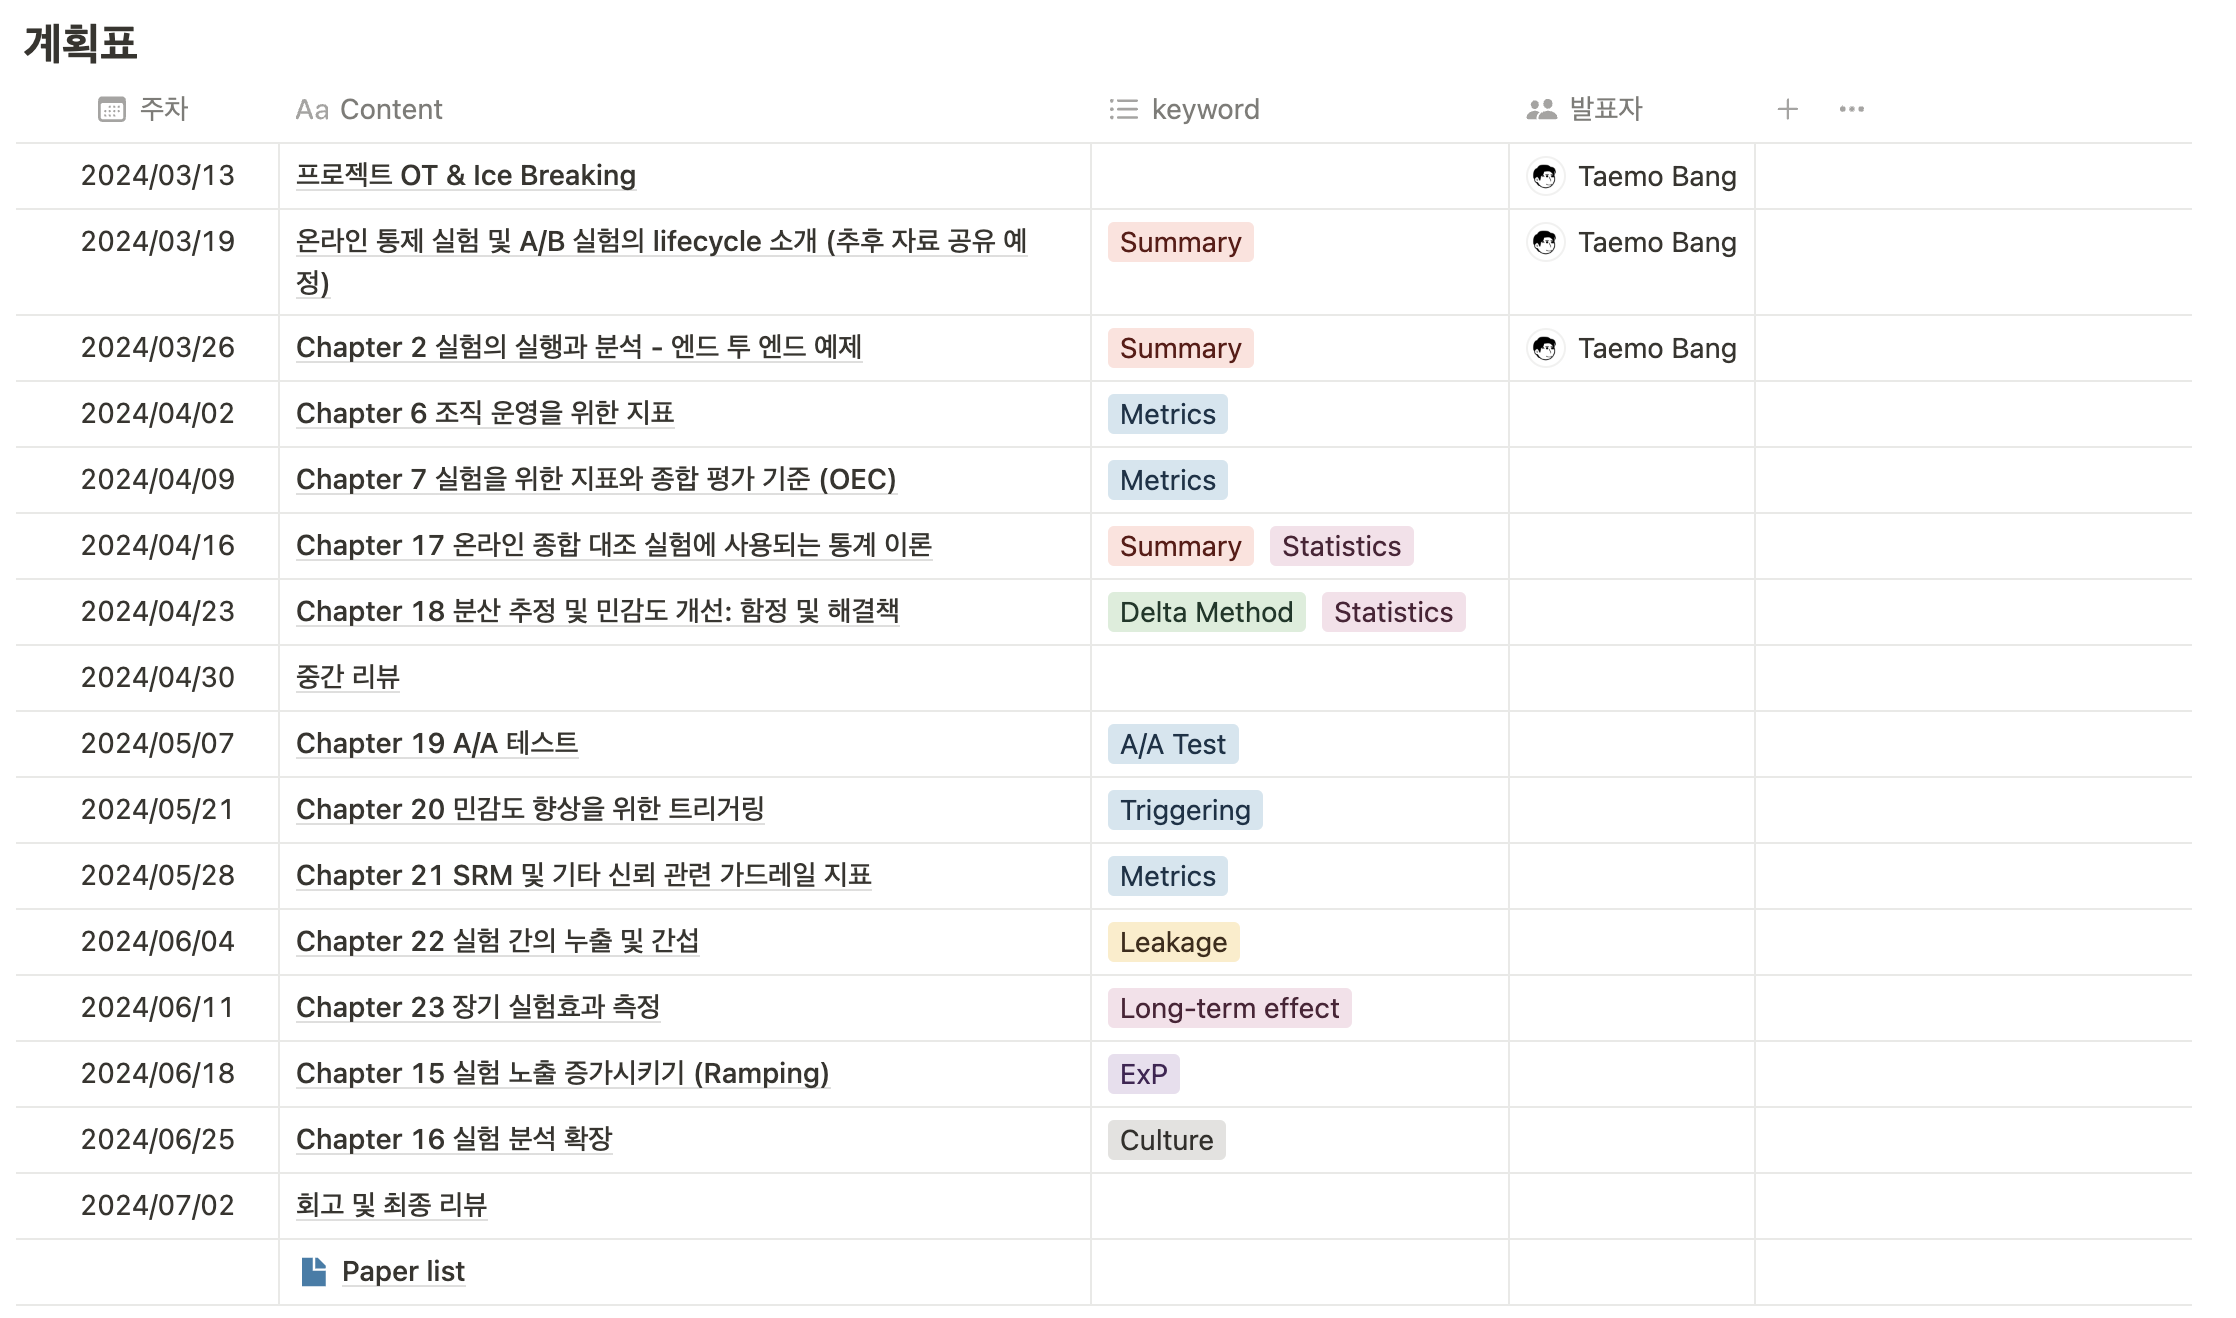 계획표
주차 Aa Content keyword 발표자
2024/03/13 프로젝트 OT & Ice Breaking Taemo Bang
2024/03/19 온라인 통제 실험 및 A/B 실험의 lifecycle 소개 (추후 자료 공유 예 Summary Taemo Bang
정)
2024/03/26 Chapter 2 실험의 실행과 분석 - 엔드 투 엔드 예제 Summary Taemo Bang
2024/04/02 Chapter 6 조직 운영을 위한 지표 Metrics
2024/04/09 Chapter 7 실험을 위한 지표와 종합 평가 기준 (OEC) Metrics
2024/04/16 Chapter 17 온라인 종합 대조 실험에 사용되는 통계 이론 Summary Statistics
2024/04/23 Chapter 18 분산 추정 및 민감도 개선: 함정 및 해결책 Delta Method Statistics
2024/04/30 중간 리뷰
2024/05/07 Chapter 19 A/A 테스트 A/A Test
2024/05/21 Chapter 20 민감도 향상을 위한 트리거링 Triggering
2024/05/28 Chapter 21 SRM 및 기타 신뢰 관련 가드레일 지표 Metrics
2024/06/04 Chapter 22 실험 간의 누출 및 간섭 Leakage
2024/06/11 Chapter 23 장기 실험효과 측정 Long-term effect
2024/06/18 Chapter 15 실험 노출 증가시키기 (Ramping) ExP
2024/06/25 Chapter 16 실험 분석 확장 Culture
2024/07/02 회고 및 최종 리뷰
Paper list